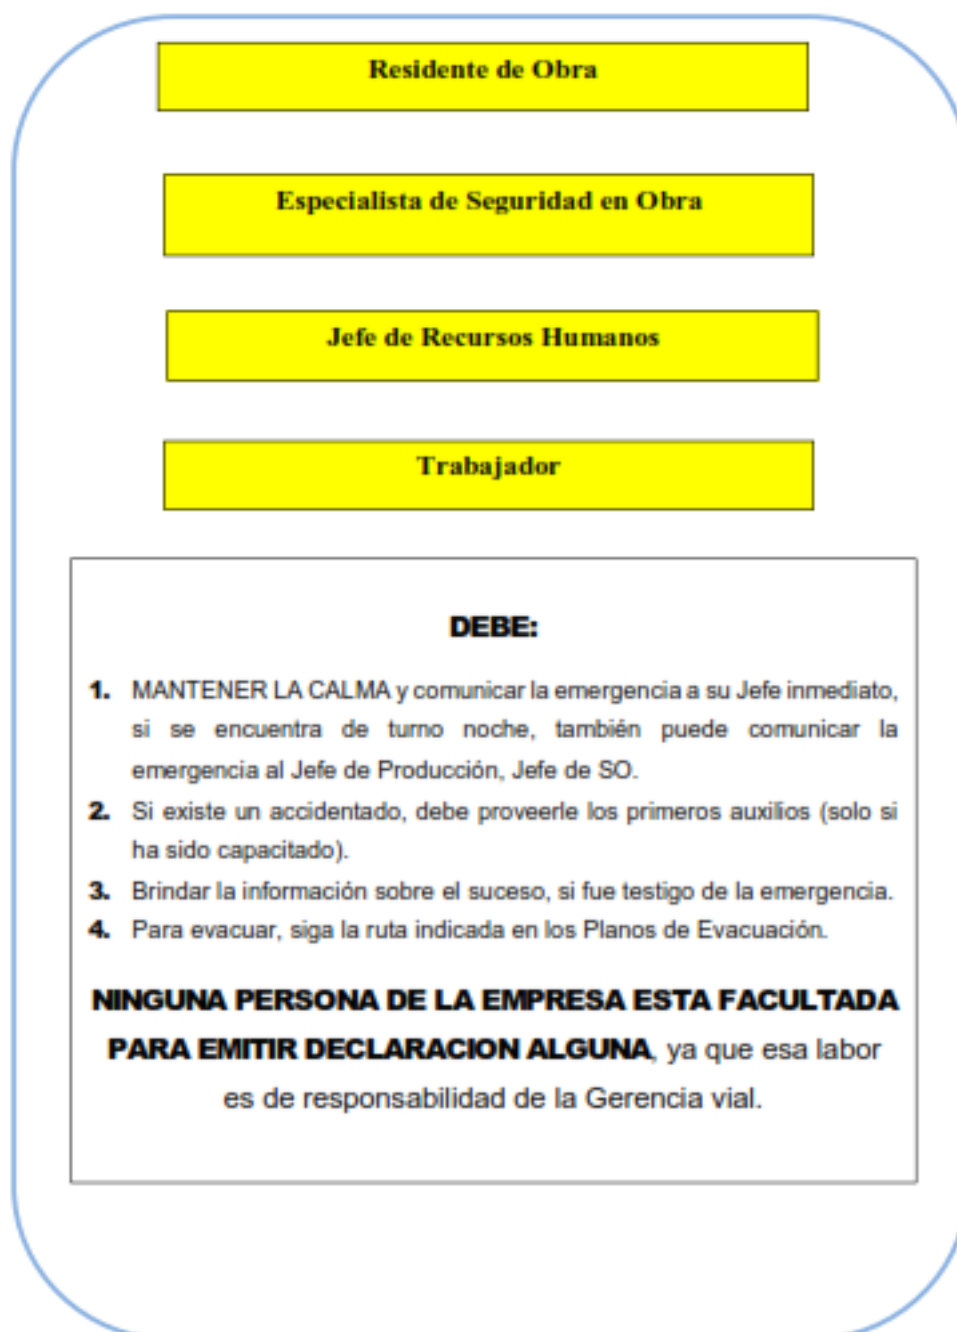 Residente de Obra
Especialista de Seguridad en Obra
Jefe de Recursos Humanos
Trabajador
DEBE:
1. MANTENER LA CALMA y comunicar la emergencia a su Jefe inmediato,
si se encuentra de turno noche, también puede comunicar la
emergencia al Jefe de Producción, Jefe de SO.
2. Si existe un accidentado, debe proveerle los primeros auxilios (solo si
ha sido capacitado).
3. Brindar la información sobre el suceso, si fue testigo de la emergencia.
4. Para evacuar, siga la ruta indicada en los Planos de Evacuación.
NINGUNA PERSONA DE LA EMPRESA ESTA FACULTADA
PARA EMITIR DECLARACION ALGUNA, ya que esa labor
es de responsabilidad de la Gerencia vial.